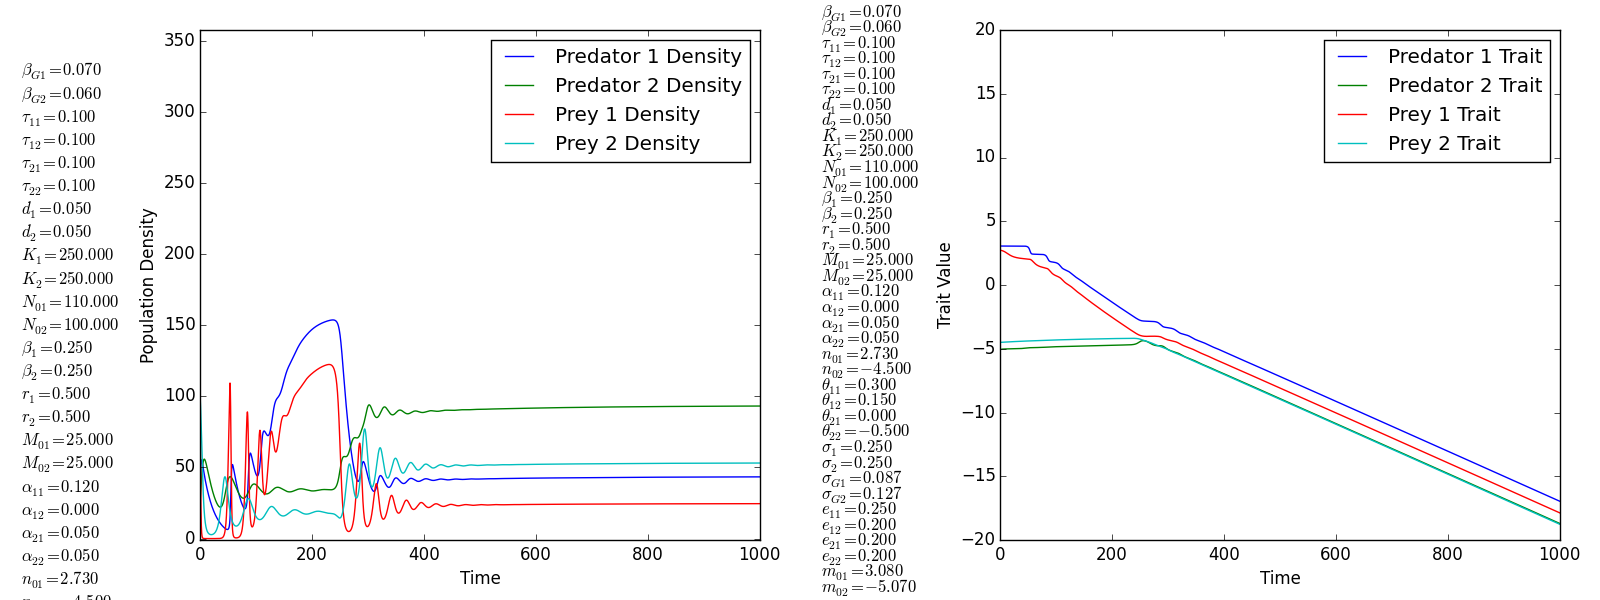 β_G1=0.070
β_G2=0.060
τ_11=0.100
τ_12=0.100
τ_21=0.100
τ_22=0.100
d_1=0.050
d_2=0.050
K_1=250.000
K_2=250.000
N_01=110.000
N_02=100.000
β_1=0.250
β_2=0.250
r_1=0.500
r_2=0.500
M_01=25.000
M_02=25.000
α_11=0.120
α_12=0.000
α_21=0.050
α_22=0.050
n_01=2.730
4.500
Population Density
350
300
250
200
150
100
50
0
0 200 400 600 800 1000
Time
Predator 1 Density
Predator 2 Density
Prey 1 Density
Prey 2 Density
β_G1=0.070
β_G2=0.060
τ_11=0.100
τ_12=0.100
τ_21=0.100
τ_22=0.100
d_1=0.050
d_2=0.050
K_1=250.000
K_2=250.000
N_01=110.000
N_02=100.000
β_1=0.250
β_2=0.250
r_1=0.500
r_2=0.500
M_01=25.000
M_02=25.000
α_11=0.120
α_12=0.000
α_21=0.050
α_22=0.050
n_01=2.730
n_02=−4.500
θ_11=0.300
θ_12=0.150
θ_21=0.000
θ_22=−0.500
σ_1=0.250
σ_2=0.250
σ_G1=0.087
σ_G2=0.127
e_11=0.250
e_12=0.200
e_21=0.200
e_22=0.200
m_01=3.080
m_02=−5.070
Trait Value
20
15
10
5
0
−5
−10
−15
−20
0 200 400 600 800 1000
Time
Predator 1 Trait
Predator 2 Trait
Prey 1 Trait
Prey 2 Trait